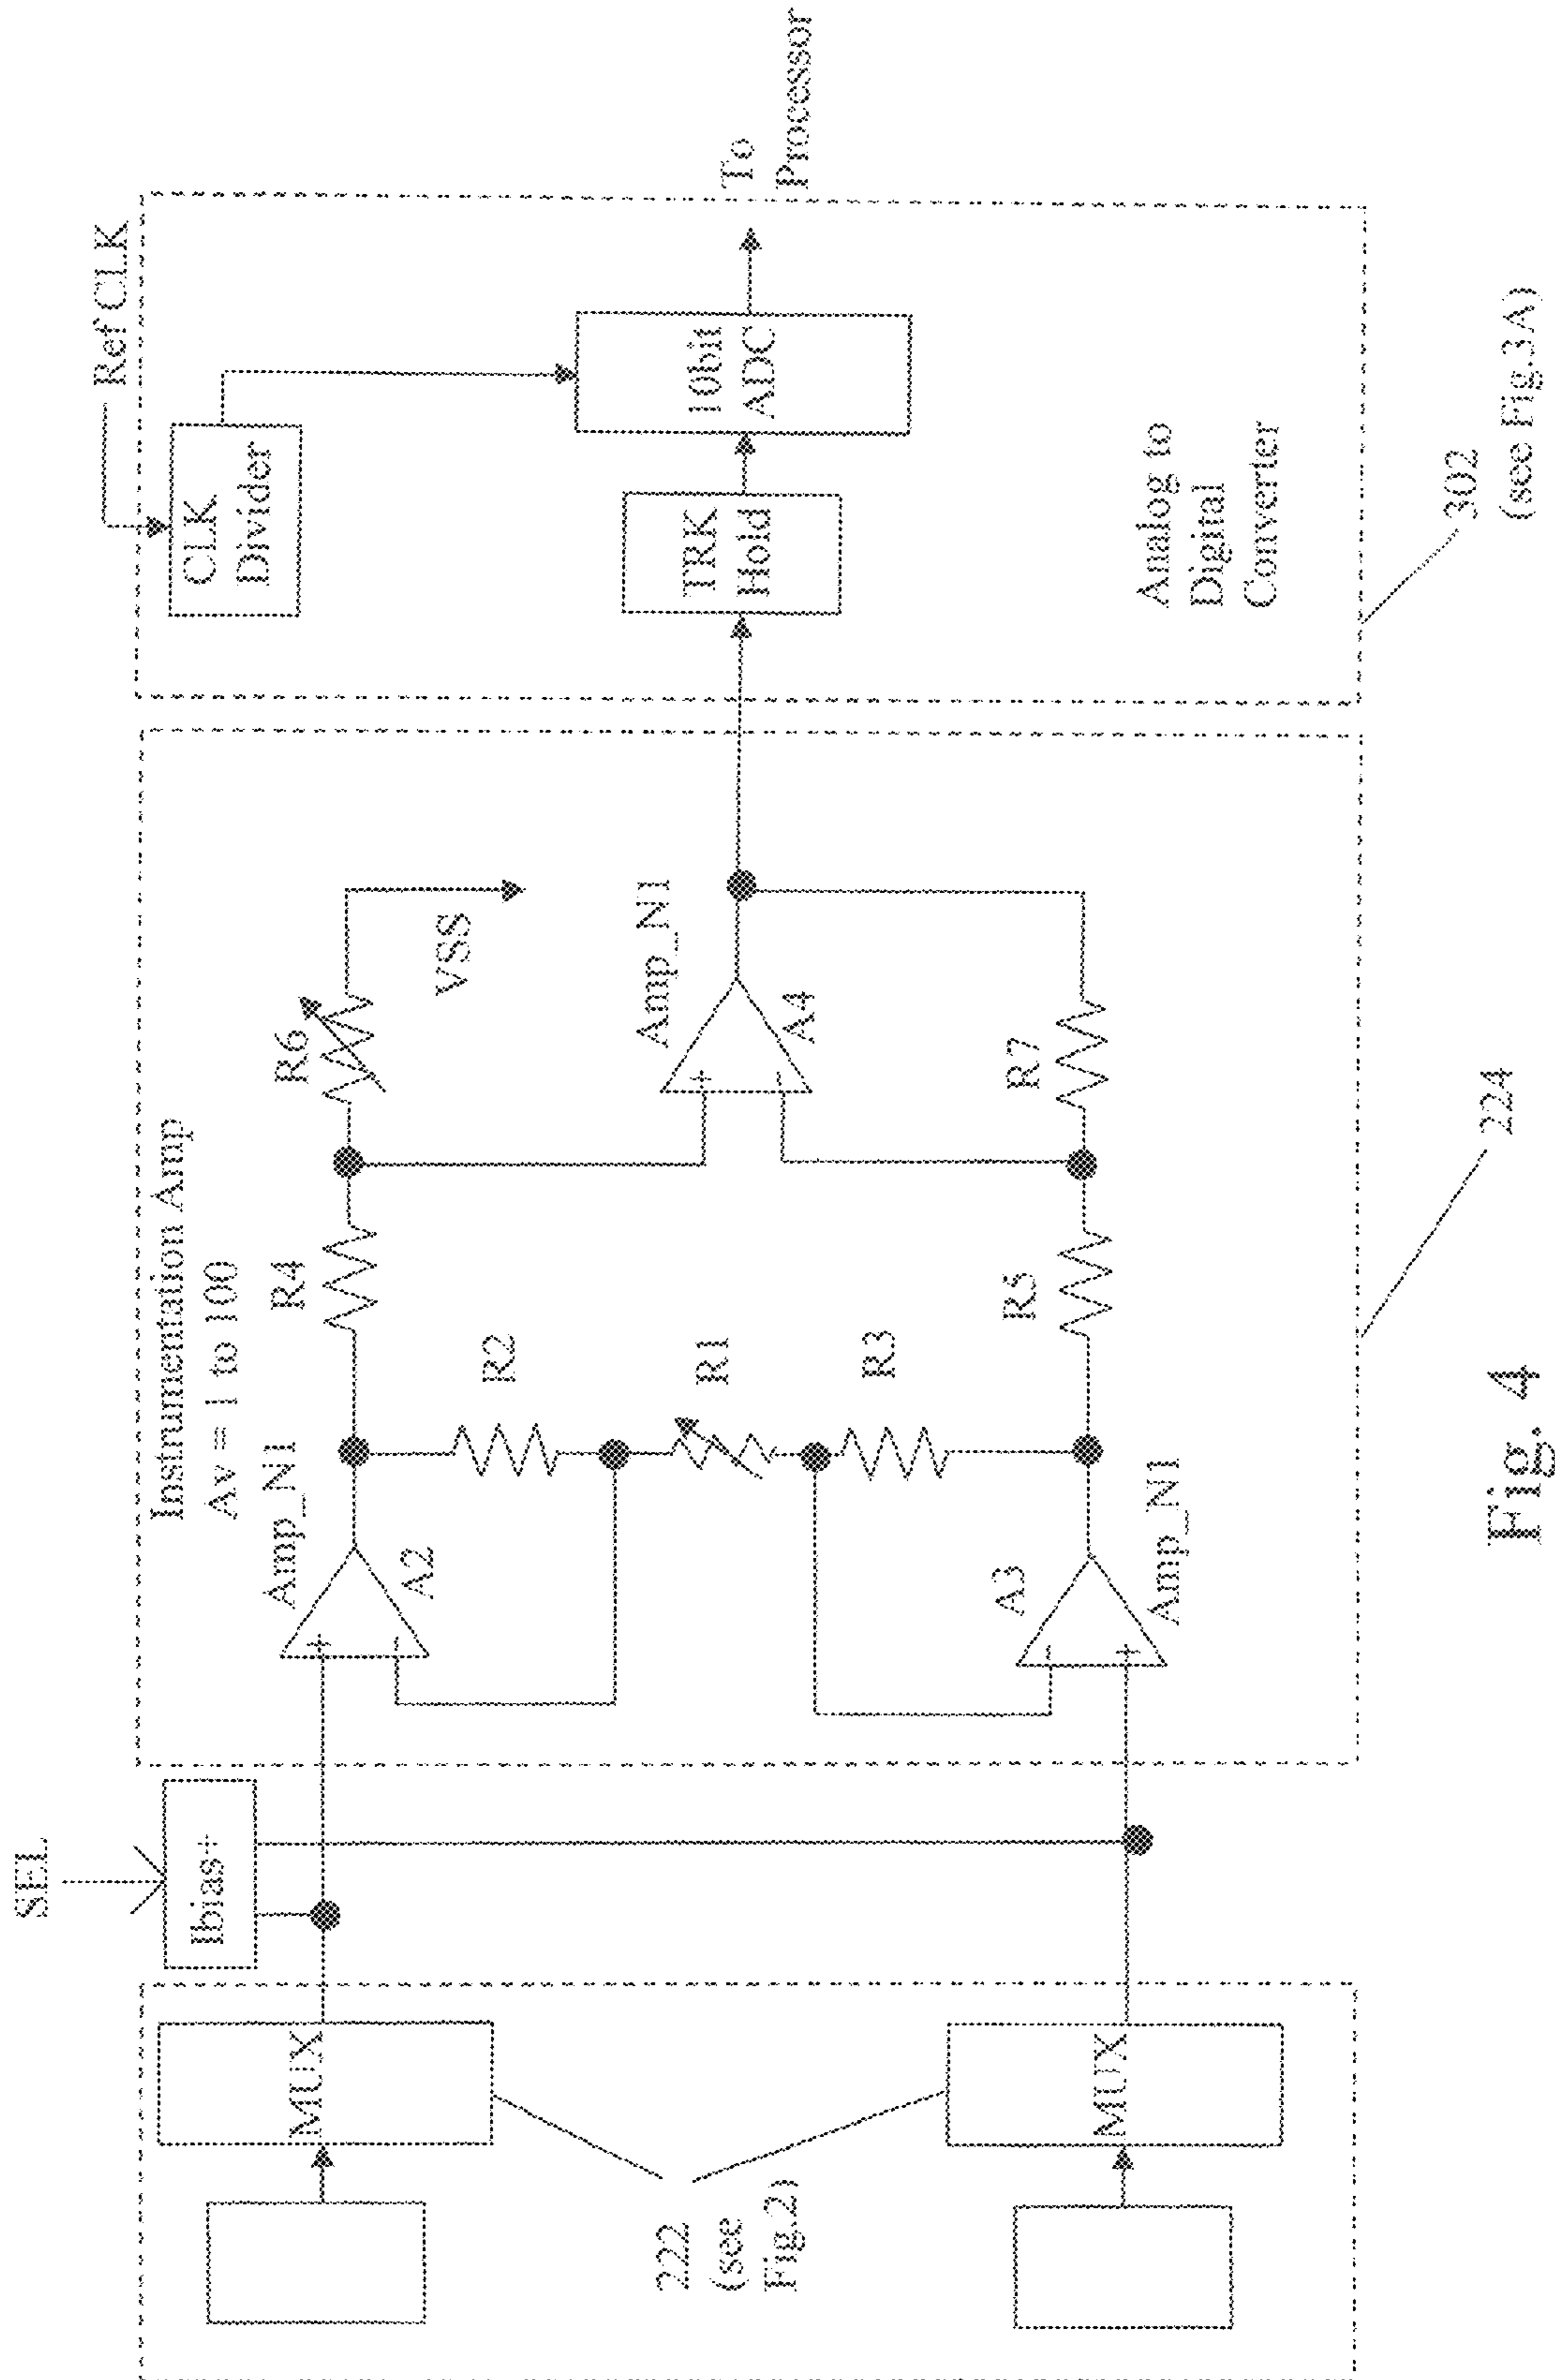 SEL
Ibias+
MUX
MUX
222
(see
Fig.2)
Instrumentation Amp
Av = 1 to 100
Amp_N1
+
-
A2
R4
R6
VSS
R2
R1
R3
Amp_N1
+
-
A4
A3
-
+
Amp_N1
R5
R7
224
Ref CLK
CLK
Divider
TRK
Hold
10bit
ADC
To
Processor
Analog to
Digital
Converter
302
(see Fig.3A)
Fig. 4